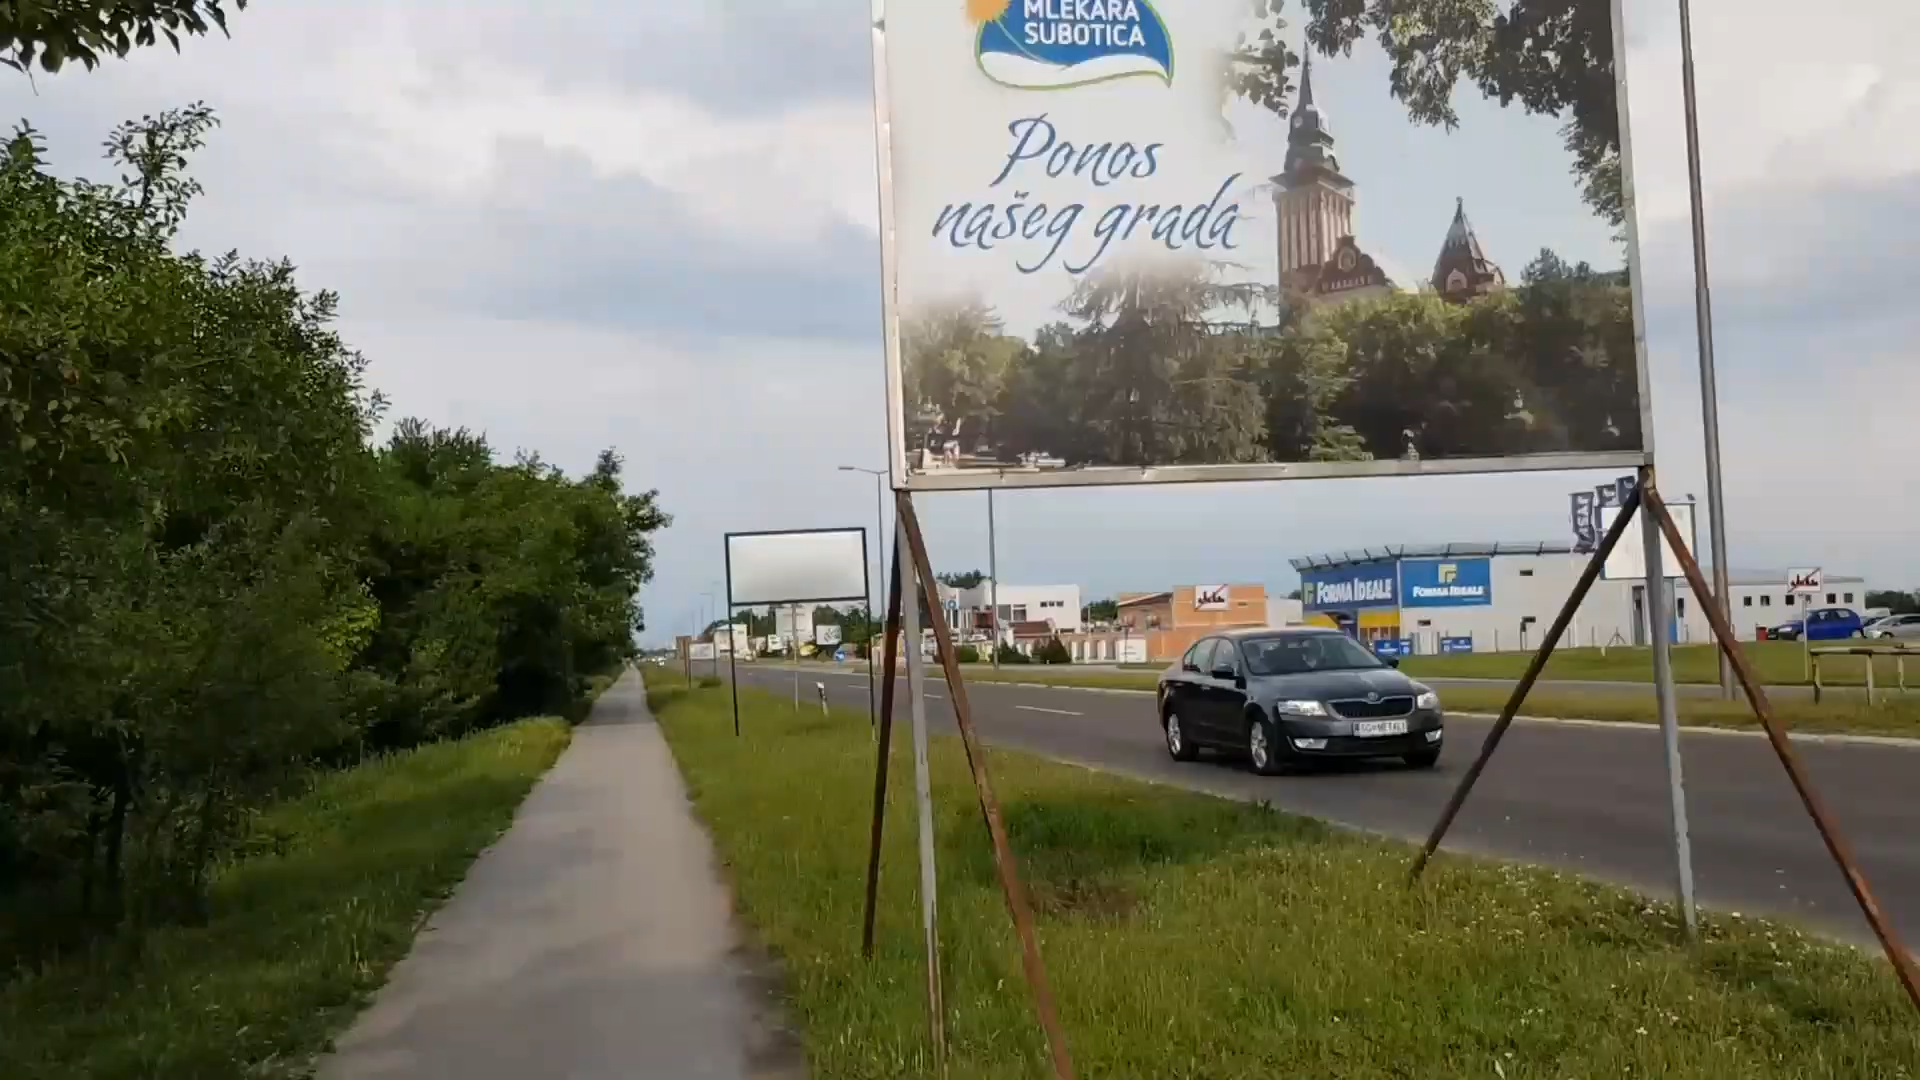 MLEKARA
SUBOTICA
Ponos
našeg grada
FORMA IDEALE
FORMA IDEALE